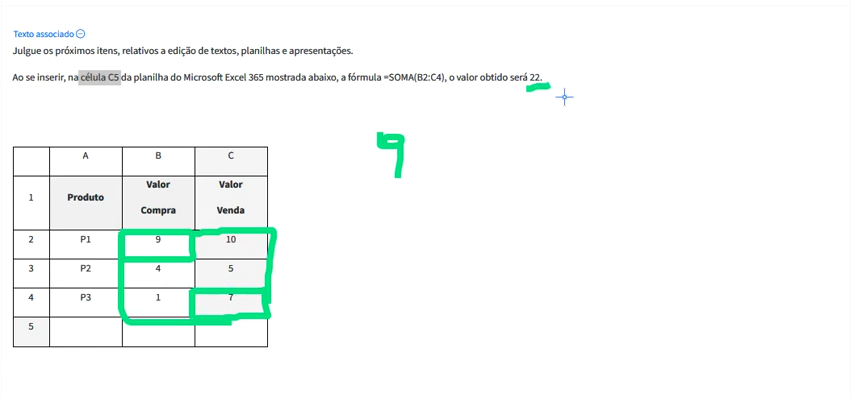 Texto associado
Julgue os próximos itens, relativos a edição de textos, planilhas e apresentações.
Ao se inserir, na célula C5 da planilha do Microsoft Excel 365 mostrada abaixo, a fórmula =SOMA(B2:C4), o valor obtido será 22.
9
A B C
1 Produto Valor Compra Valor Venda
2 P1 9 10
3 P2 4 5
4 P3 1 7
5